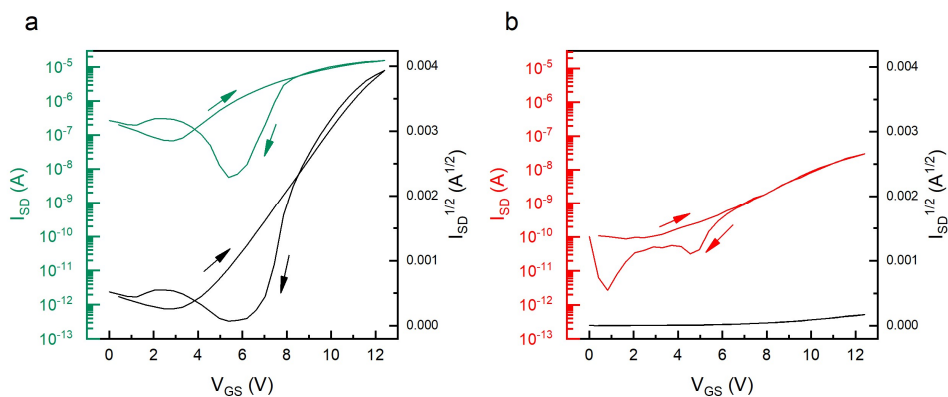 a
I_SD (A)
10^-5
10^-6
10^-7
10^-8
10^-9
10^-10
10^-11
10^-12
10^-13
0.004
0.003
0.002
0.001
0.000
I_SD^1/2 (A^1/2)
0 2 4 6 8 10 12
V_GS (V)
b
I_SD (A)
10^-5
10^-6
10^-7
10^-8
10^-9
10^-10
10^-11
10^-12
10^-13
0.004
0.003
0.002
0.001
0.000
I_SD^1/2 (A^1/2)
0 2 4 6 8 10 12
V_GS (V)